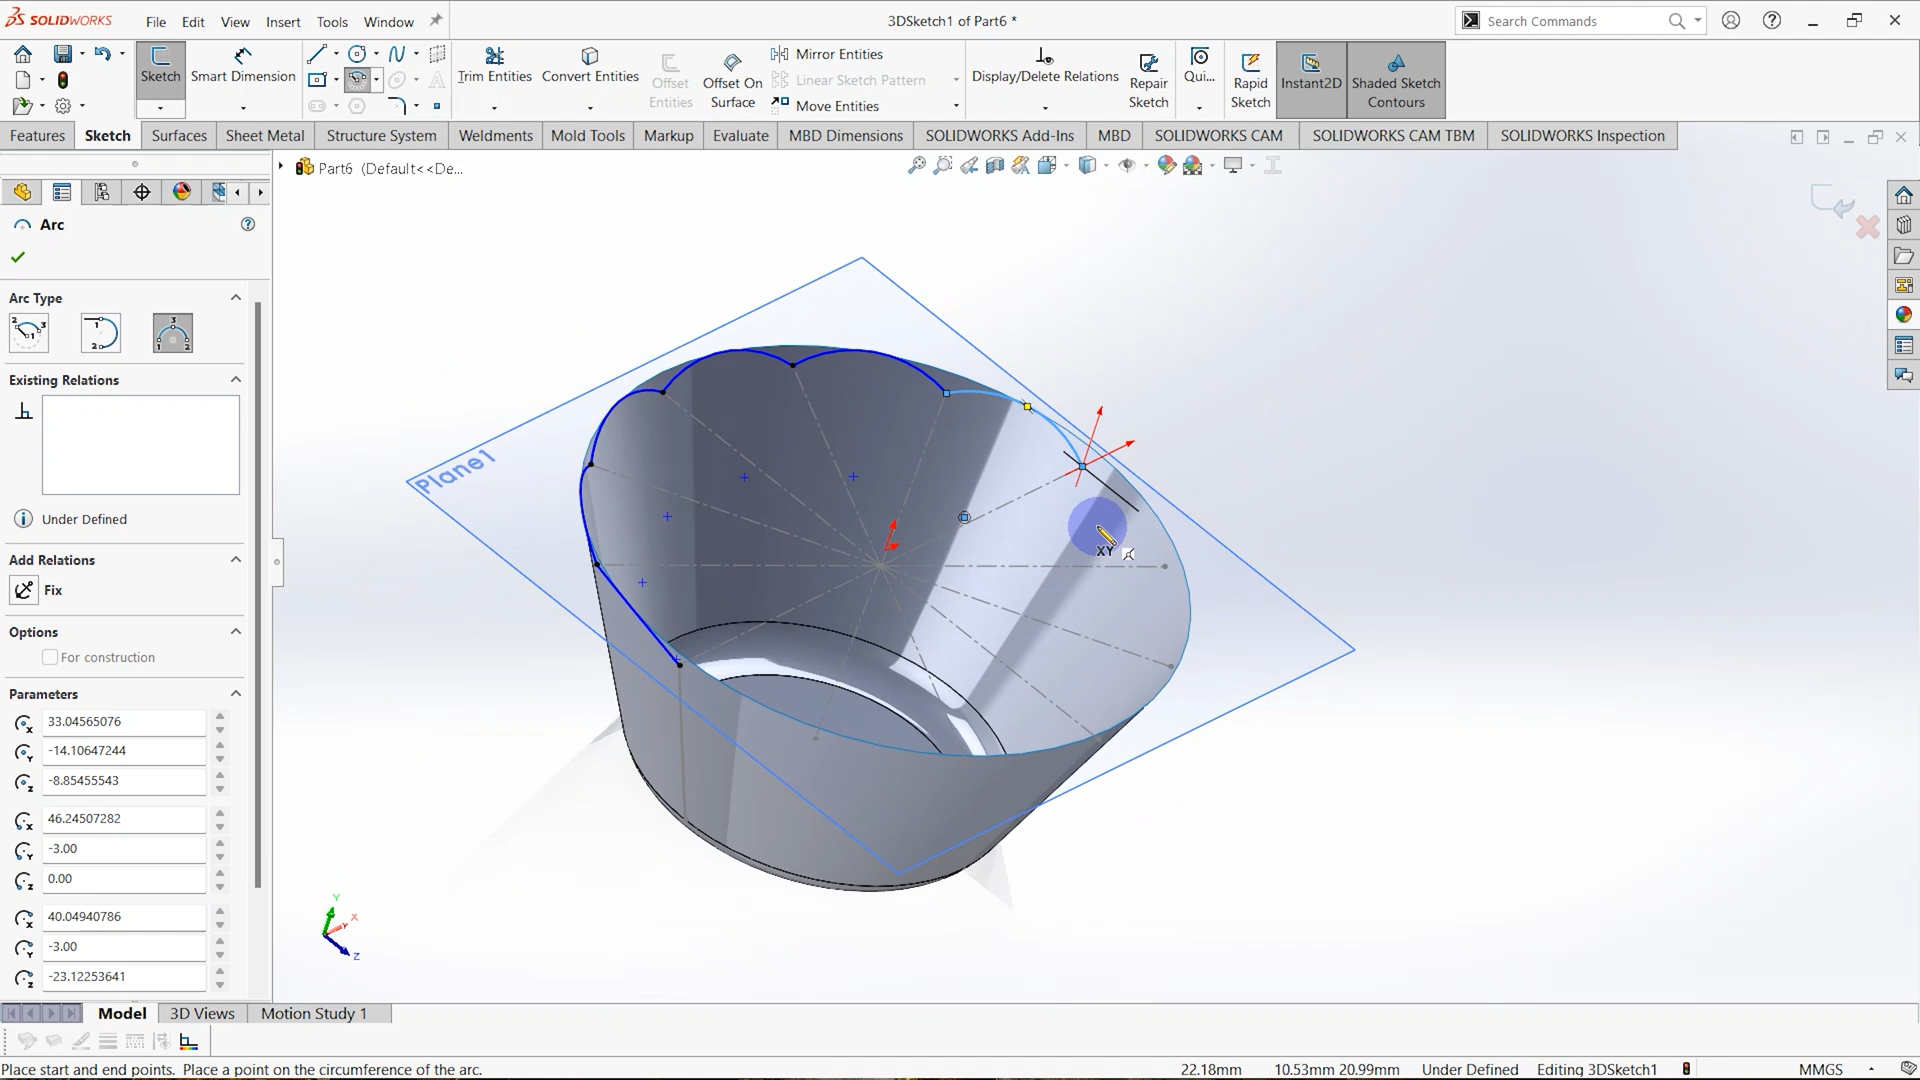 SOLIDWORKS File Edit View Insert Tools Window 3DSketch1 of Part6 * Search Commands
Sketch Smart Dimension Trim Entities Convert Entities Offset Entities Offset On Surface Mirror Entities Linear Sketch Pattern Move Entities Display/Delete Relations Repair Sketch Qui... Rapid Sketch Instant2D Shaded Sketch Contours
Features Sketch Surfaces Sheet Metal Structure System Weldments Mold Tools Markup Evaluate MBD Dimensions SOLIDWORKS Add-Ins MBD SOLIDWORKS CAM SOLIDWORKS CAM TBM SOLIDWORKS Inspection
Part6 (Default<<De...
Arc
Arc Type
Existing Relations
Under Defined
Add Relations
Fix
Options
For construction
Parameters
33.04565076
-14.10647244
-8.85455543
46.24507282
-3.00
0.00
40.04940786
-3.00
-23.12253641
Plane1
XY
Y
X
Z
Model 3D Views Motion Study 1
Place start and end points. Place a point on the circumference of the arc. 22.18mm 10.53mm 20.99mm Under Defined Editing 3DSketch1 MMGS